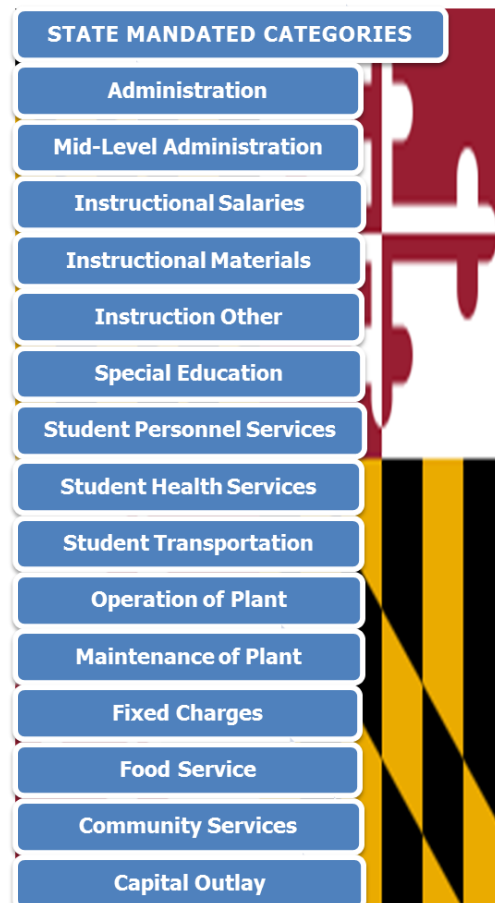 STATE MANDATED CATEGORIES
Administration
Mid-Level Administration
Instructional Salaries
Instructional Materials
Instruction Other
Special Education
Student Personnel Services
Student Health Services
Student Transportation
Operation of Plant
Maintenance of Plant
Fixed Charges
Food Service
Community Services
Capital Outlay